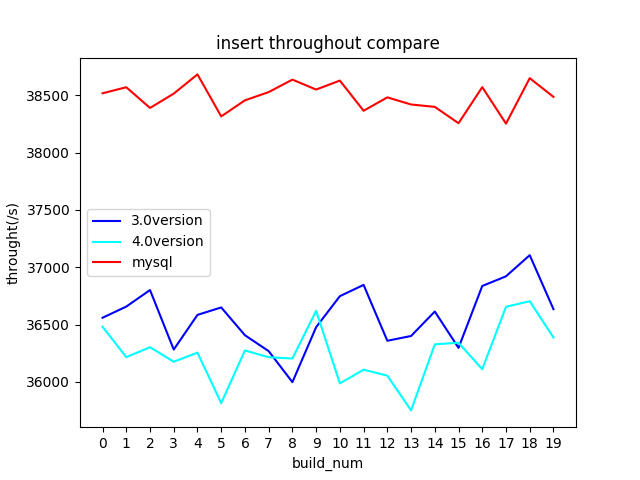 insert throughout compare
throught(/s)
38500
38000
37500
37000
36500
36000
3.0version
4.0version
mysql
0 1 2 3 4 5 6 7 8 9 10 11 12 13 14 15 16 17 18 19
build_num